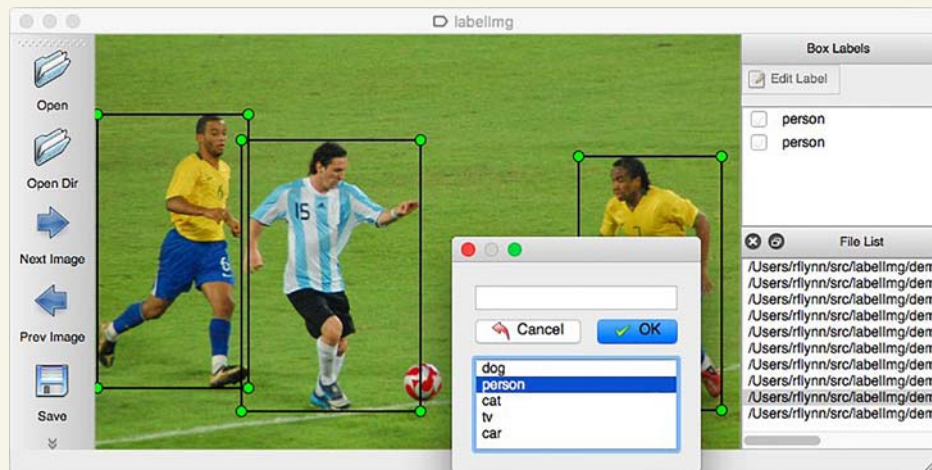 labelImg
Open
Open Dir
Next Image
Prev Image
Save
6
6
15
Cancel
OK
dog
person
cat
tv
car
Box Labels
Edit Label
person
person
File List
/Users/rflynn/src/labelImg/dem
/Users/rflynn/src/labelImg/dem
/Users/rflynn/src/labelImg/dem
/Users/rflynn/src/labelImg/dem
/Users/rflynn/src/labelImg/dem
/Users/rflynn/src/labelImg/dem
/Users/rflynn/src/labelImg/dem
/Users/rflynn/src/labelImg/dem
/Users/rflynn/src/labelImg/dem
/Users/rflynn/src/labelImg/dem